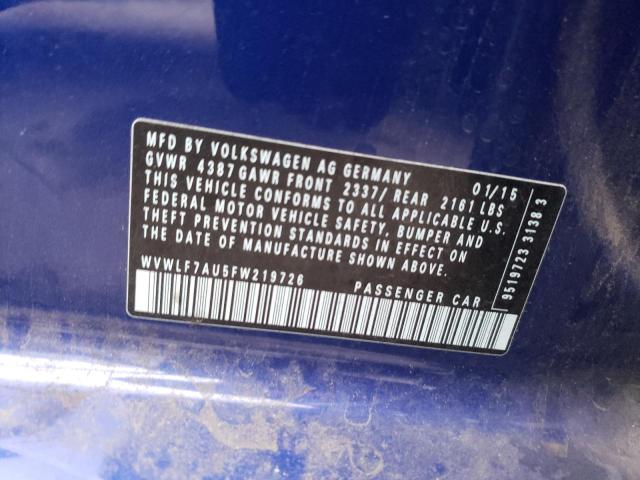 MFD BY VOLKSWAGEN AG GERMANY 01/15
GVWR 4387 GAWR FRONT 2337/ REAR 2161 LBS
THIS VEHICLE CONFORMS TO ALL APPLICABLE U.S.
FEDERAL MOTOR VEHICLE SAFETY, BUMPER AND
THEFT PREVENTION STANDARDS IN EFFECT ON
THE DATE OF MANUFACTURE SHOWN ABOVE.
WVWLF7AU5FW219726 PASSENGER CAR
9519723 3138 3